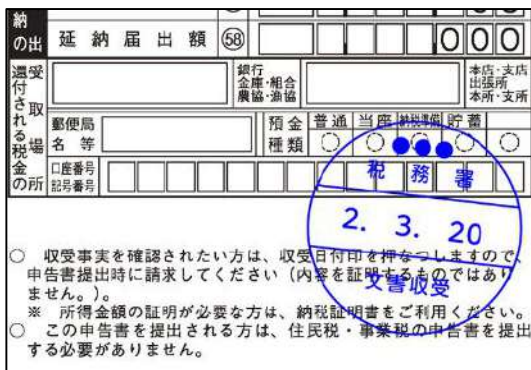 納の出
延納届出額 58 000
還付される税金の受取場所
銀行 金庫・組合 農協・漁協
本店・支店 出張所 本所・支所
郵便局名等
預金種類 普通 当座 納税準備 貯蓄
口座番号 記号番号
税務署
2. 3. 20
文書収受
○ 収受事実を確認されたい方は、収受日付印を押なつしますので、
申告書提出時に請求してください（内容を証明するものではあり
ません。）。
※ 所得金額の証明が必要な方は、納税証明書をご利用ください。
○ この申告書を提出される方は、住民税・事業税の申告書を提出
する必要がありません。